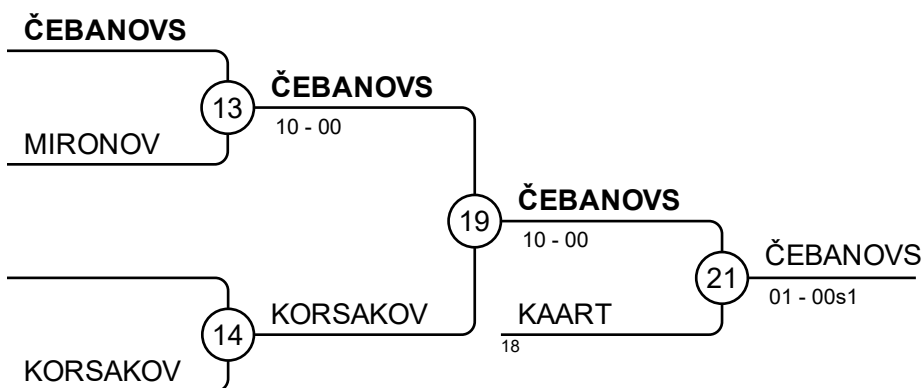 ČEBANOVS
13
ČEBANOVS
10 - 00
MIRONOV
19
ČEBANOVS
10 - 00
21
ČEBANOVS
01 - 00s1
14
KORSAKOV
KAART
18
KORSAKOV